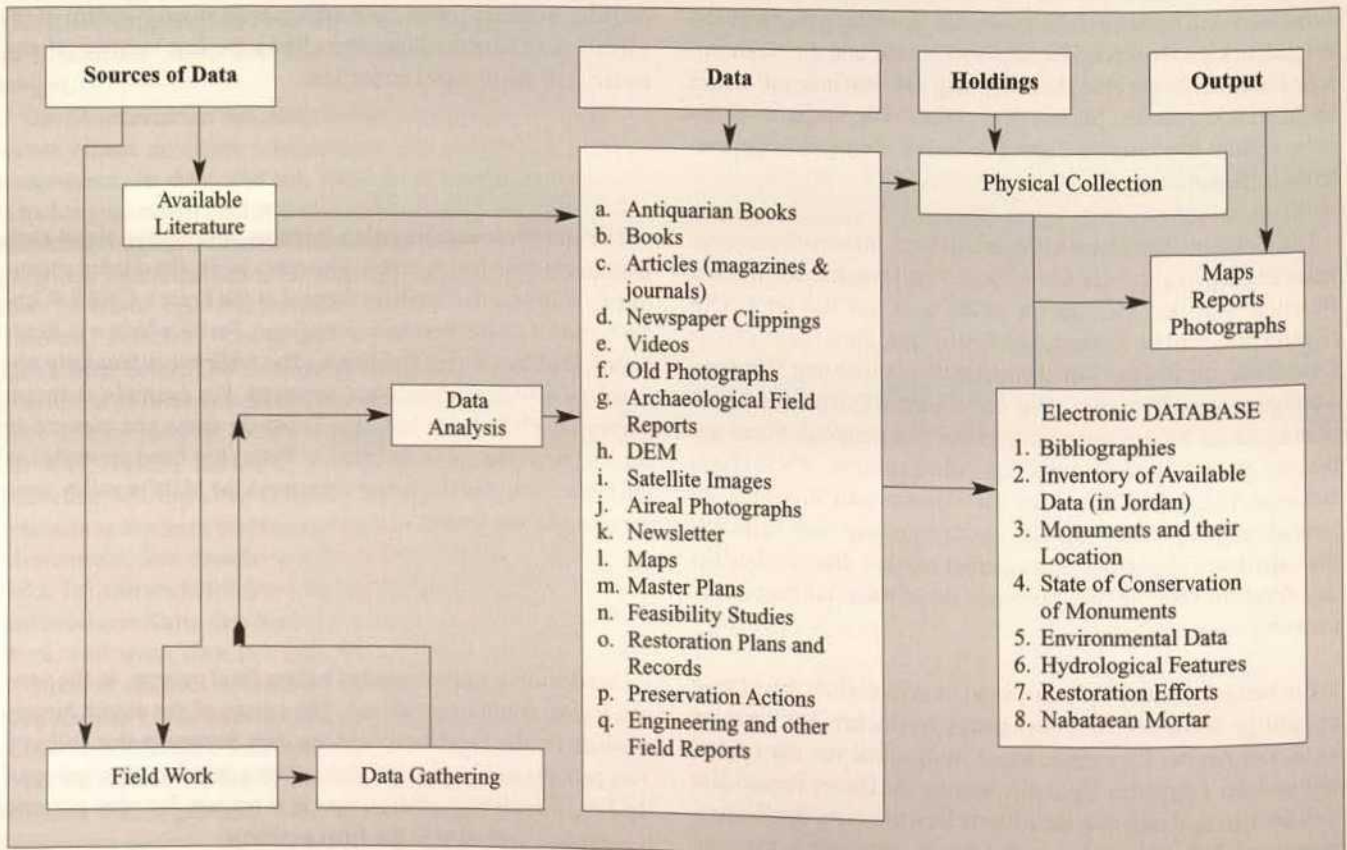 Sources of Data
Data
Holdings
Output
Available
Literature
Data
Analysis
Field Work
Data Gathering
a. Antiquarian Books
b. Books
c. Articles (magazines &
journals)
d. Newspaper Clippings
e. Videos
f. Old Photographs
g. Archaeological Field
Reports
h. DEM
i. Satellite Images
j. Aireal Photographs
k. Newsletter
l. Maps
m. Master Plans
n. Feasibility Studies
o. Restoration Plans and
Records
p. Preservation Actions
q. Engineering and other
Field Reports
Physical Collection
Maps
Reports
Photographs
Electronic DATABASE
1. Bibliographies
2. Inventory of Available
Data (in Jordan)
3. Monuments and their
Location
4. State of Conservation
of Monuments
5. Environmental Data
6. Hydrological Features
7. Restoration Efforts
8. Nabataean Mortar